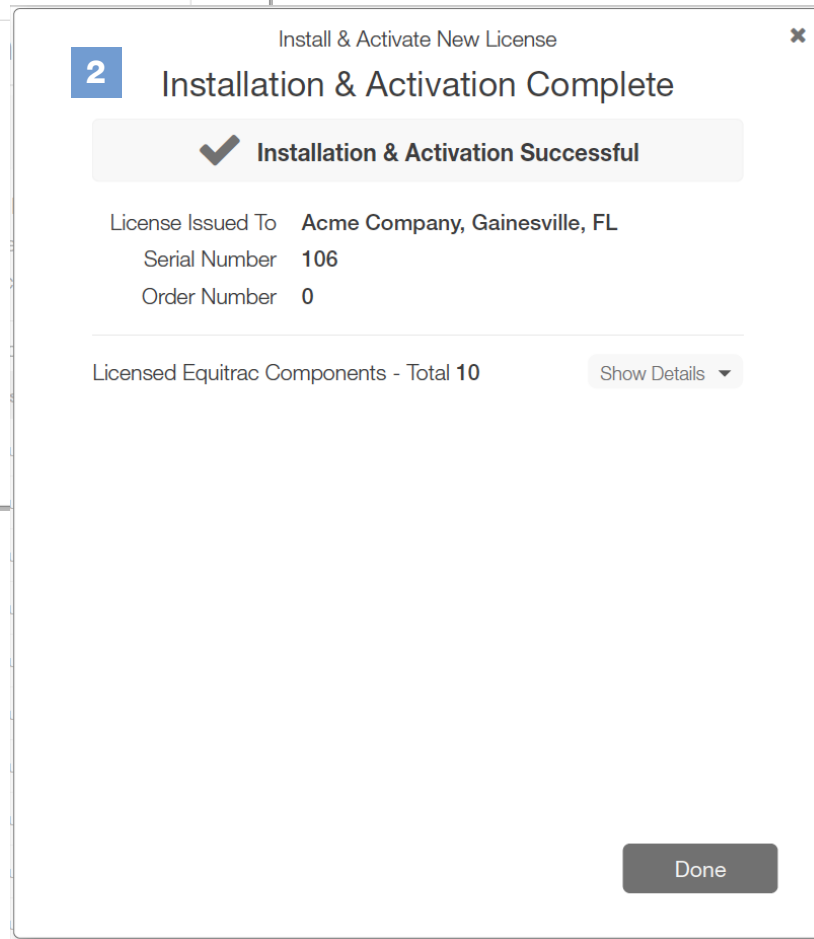 Install & Activate New License
2
Installation & Activation Complete
Installation & Activation Successful
License Issued To Acme Company, Gainesville, FL
Serial Number 106
Order Number 0
Licensed Equitrac Components - Total 10 Show Details
Done